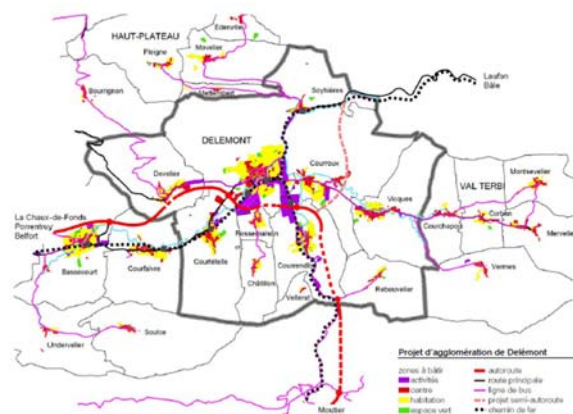 Ederswiler
HAUT-PLATEAU
Movelier
Pleigne
Mettembert
Bourrignon
Soyhières
Laufon
Bâle
DELEMONT
Develier
Courroux
VAL TERBI
Montsevelier
Vicques
Corban
Courchapoix
Mervelier
La Chaux-de-Fonds
Porrentruy
Belfort
Rossemaison
Bassecourt
Courfaivre
Courtételle
Courrendlin
Vermes
Châtillon
Rebeuvelier
Vellerat
Undervelier
Soulce
Moutier
Projet d'agglomération de Delémont
zones à bâtir
activités
centre
habitation
espace vert
autoroute
route principale
ligne de bus
projet semi-autoroute
chemin de fer